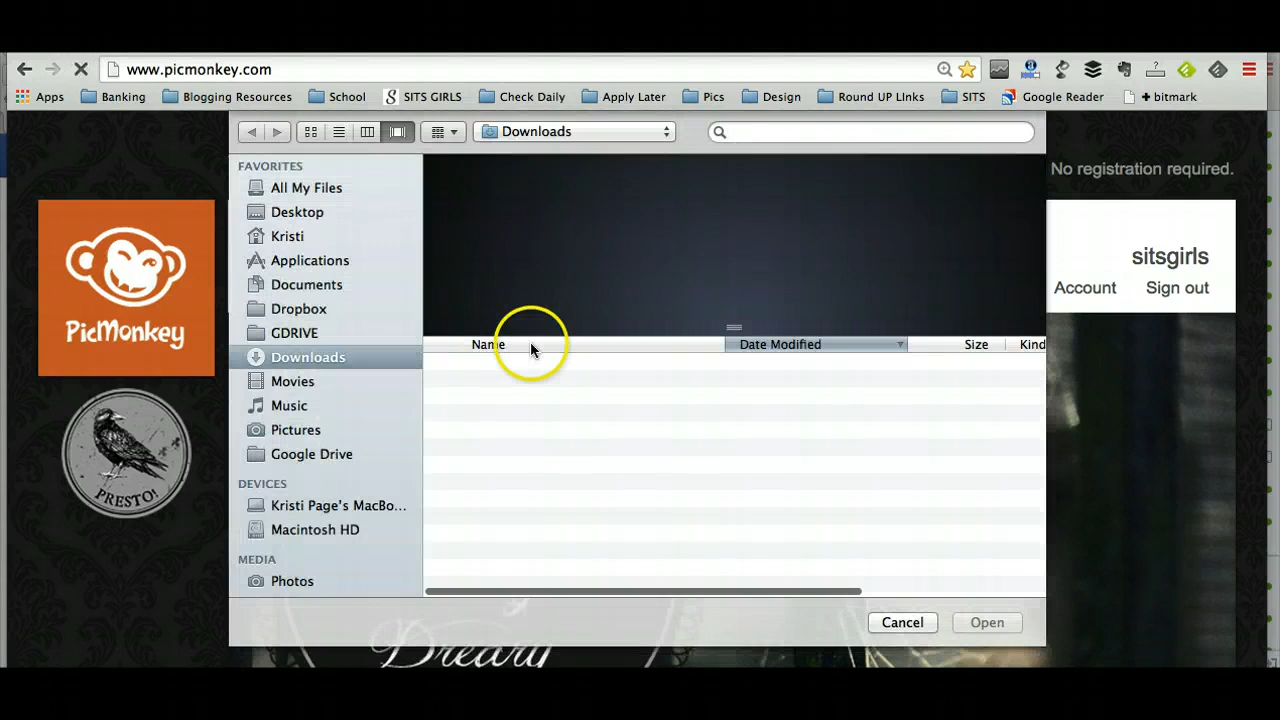 www.picmonkey.com
Apps Banking Blogging Resources School SITS GIRLS Check Daily Apply Later Pics Design Round UP LInks SITS Google Reader + bitmark
Downloads
No registration required.
FAVORITES
All My Files
Desktop
Kristi
Applications
Documents
Dropbox
GDRIVE
Downloads
Movies
Music
Pictures
Google Drive
DEVICES
Kristi Page's MacBo...
Macintosh HD
MEDIA
Photos
Name Date Modified Size Kind
Cancel Open
PicMonkey
PRESTO!
sitsgirls
Account Sign out
Dreary